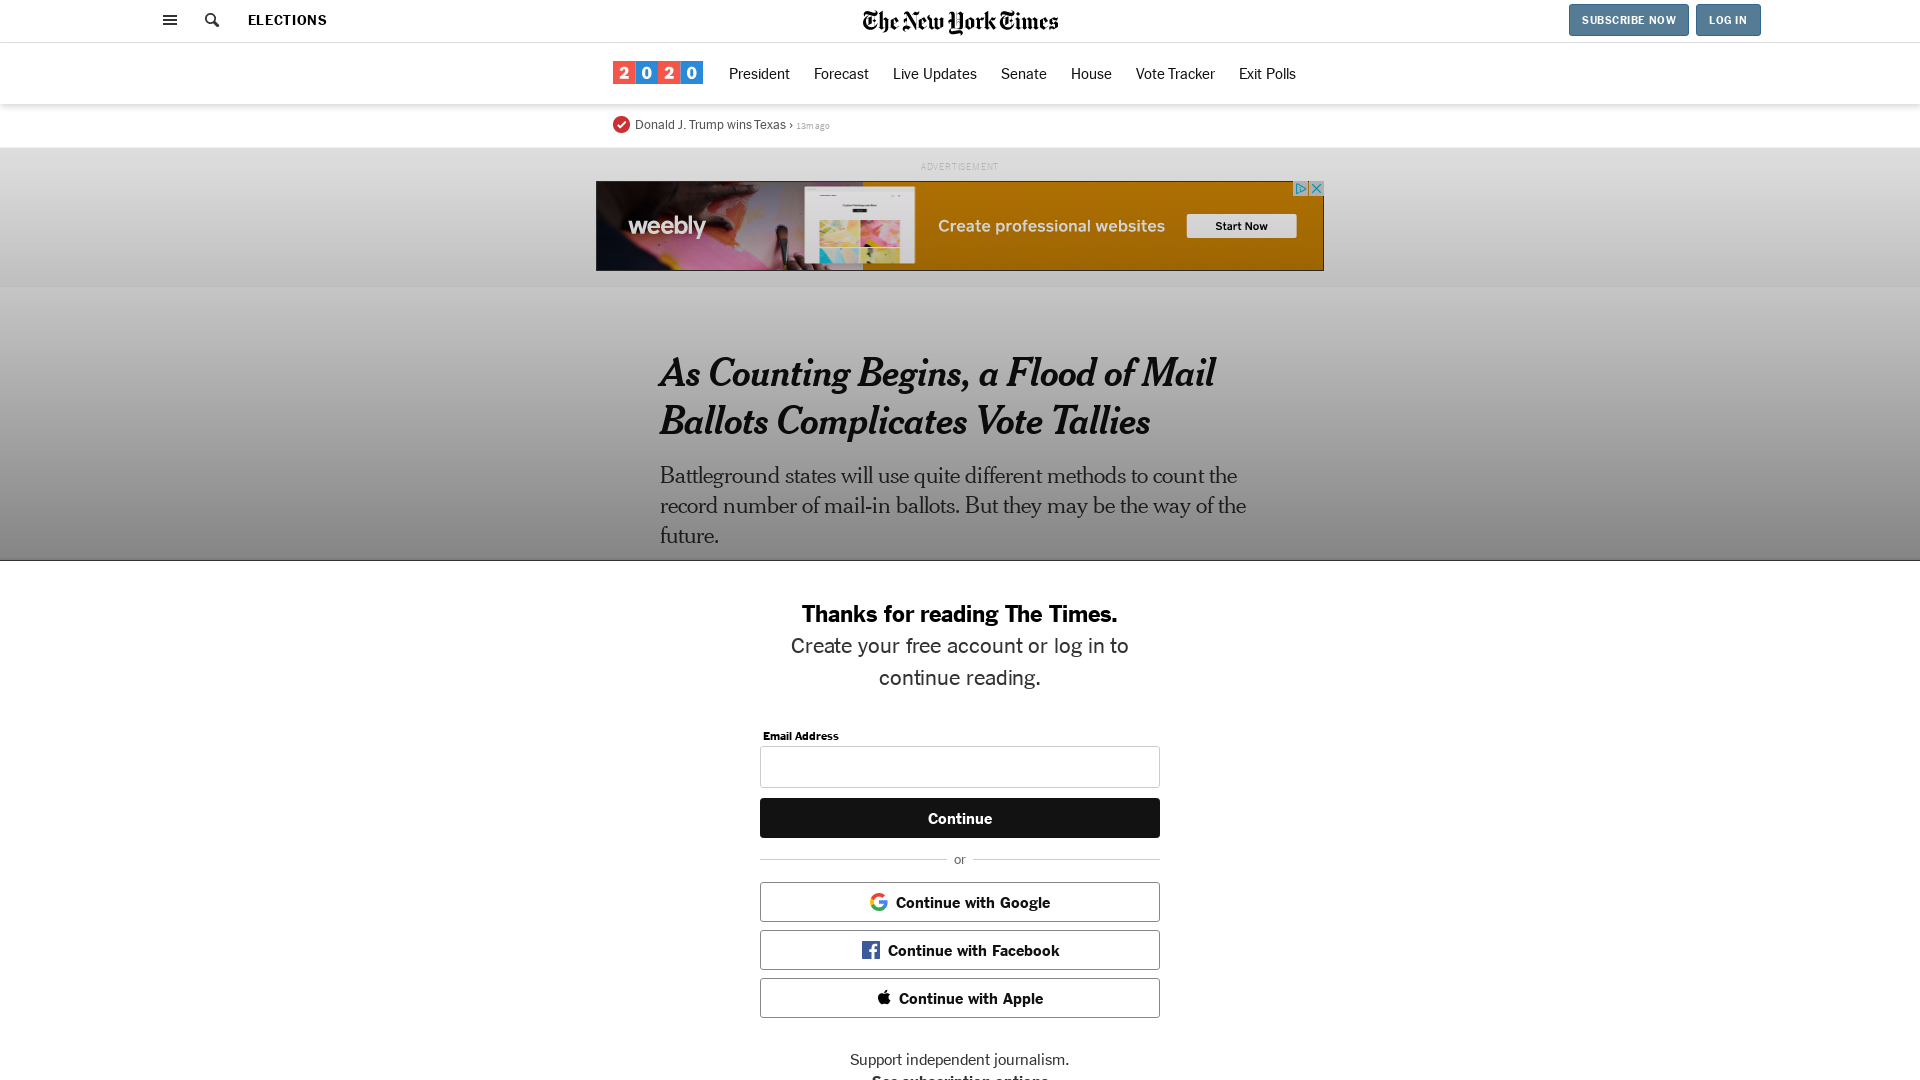 ELECTIONS
The New York Times
SUBSCRIBE NOW
LOG IN
2020
President
Forecast
Live Updates
Senate
House
Vote Tracker
Exit Polls
Donald J. Trump wins Texas › 13m ago
ADVERTISEMENT
weebly
Create professional websites
Start Now
As Counting Begins, a Flood of Mail
Ballots Complicates Vote Tallies
Battleground states will use quite different methods to count the
record number of mail-in ballots. But they may be the way of the
future.
Thanks for reading The Times.
Create your free account or log in to
continue reading.
Email Address
Continue
or
Continue with Google
Continue with Facebook
Continue with Apple
Support independent journalism.
See subscription options